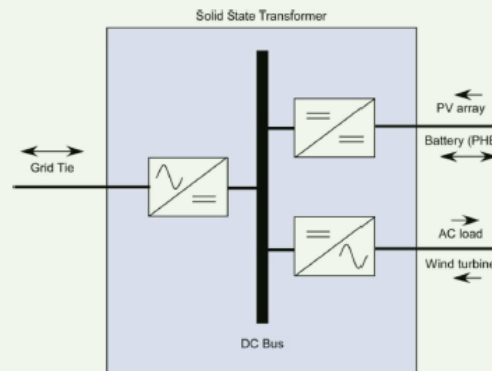 Solid State Transformer
PV array
Battery (PHE
Grid Tie
AC load
Wind turbine
DC Bus